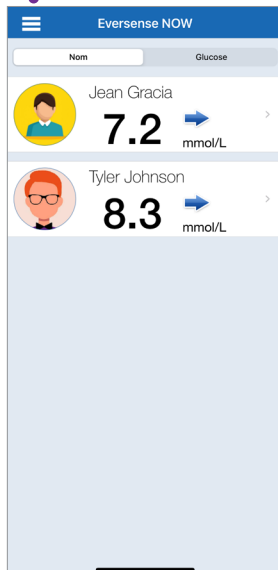 Eversense NOW
Nom Glucose
Jean Gracia
7.2 mmol/L
Tyler Johnson
8.3 mmol/L